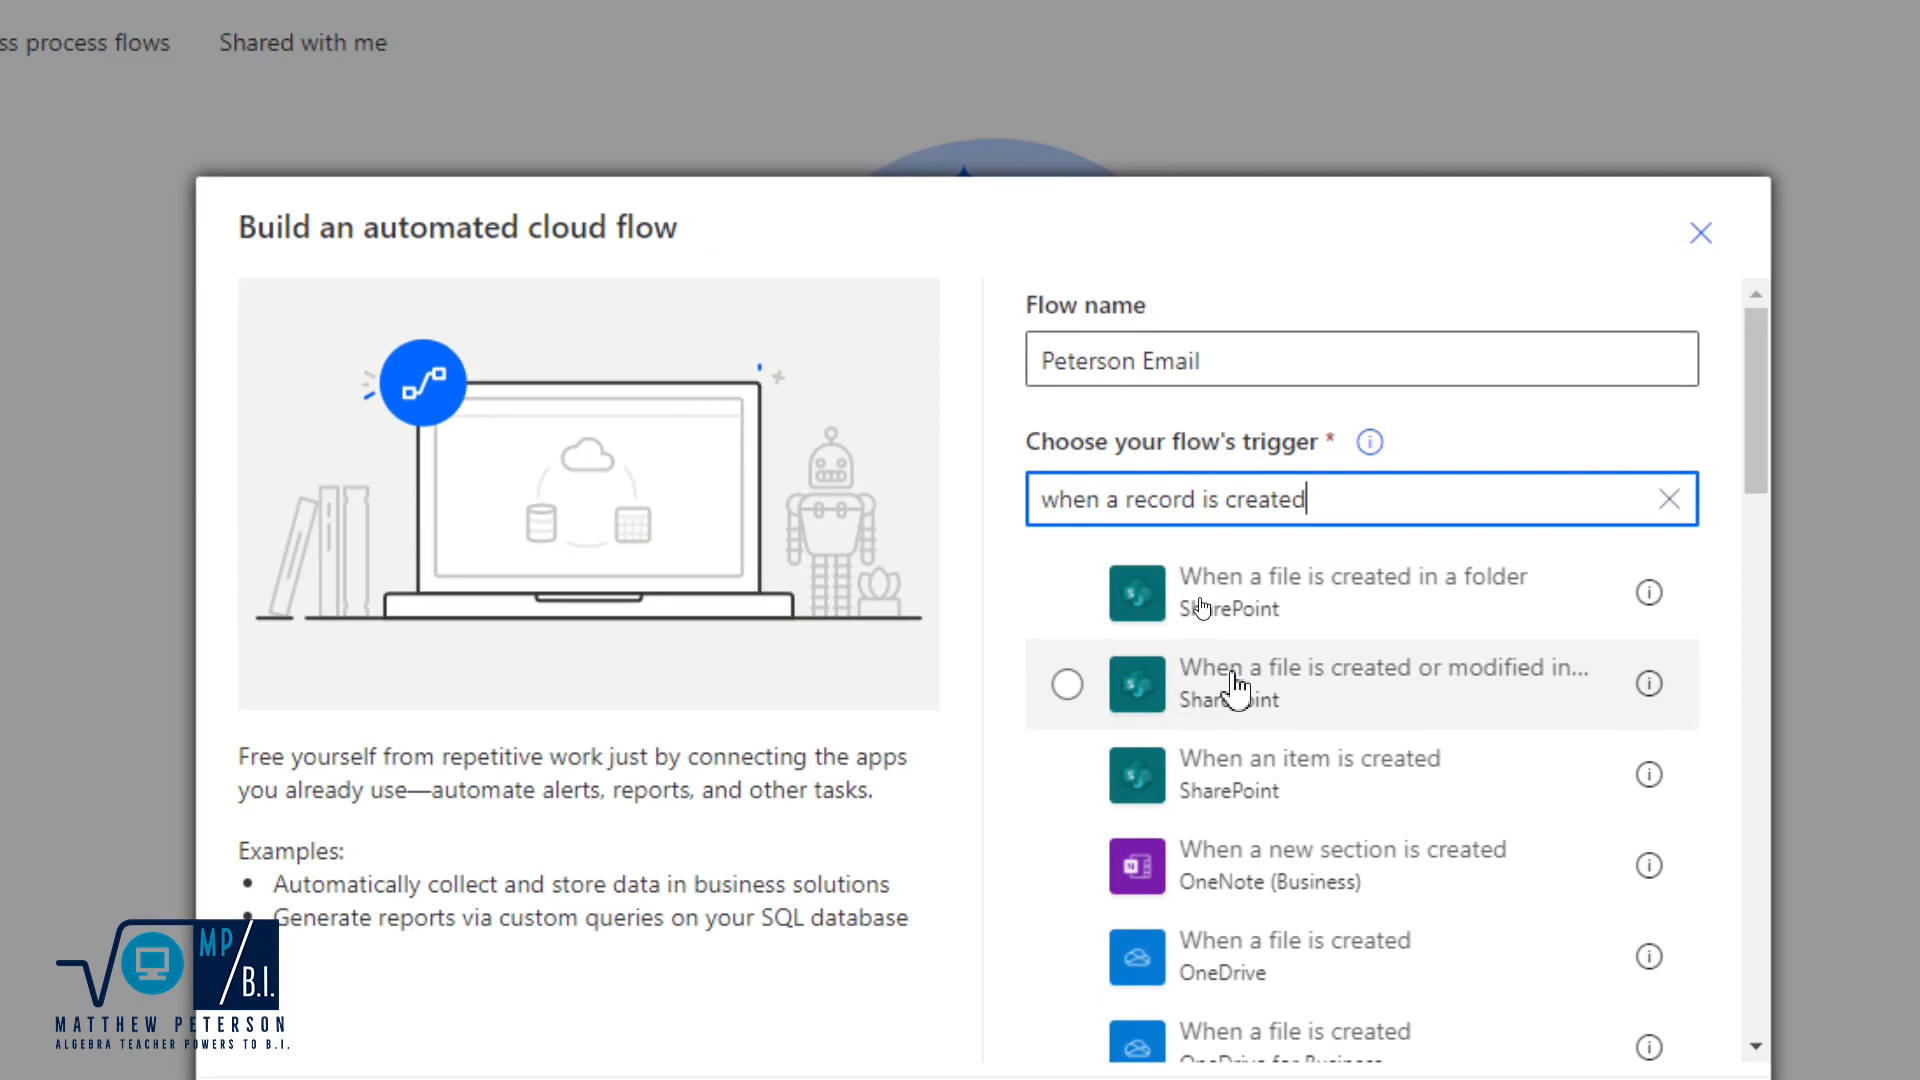 ss process flows
Shared with me
Build an automated cloud flow
Free yourself from repetitive work just by connecting the apps
you already use—automate alerts, reports, and other tasks.
Examples:
• Automatically collect and store data in business solutions
• Generate reports via custom queries on your SQL database
Flow name
Peterson Email
Choose your flow's trigger *
when a record is created
When a file is created in a folder
SharePoint
When a file is created or modified in...
SharePoint
When an item is created
SharePoint
When a new section is created
OneNote (Business)
When a file is created
OneDrive
When a file is created
OneDrive for Business
MP
B.I.
MATTHEW PETERSON
ALGEBRA TEACHER POWERS TO B.I.